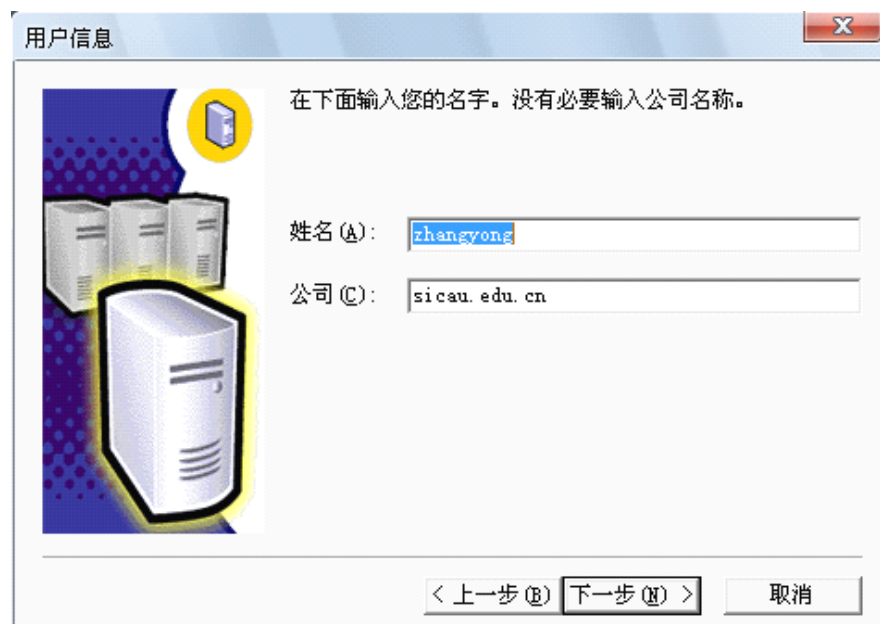 用户信息
在下面输入您的名字。没有必要输入公司名称。
姓名(A): zhangyong
公司(C): sicau.edu.cn
< 上一步(B) 下一步(N) > 取消